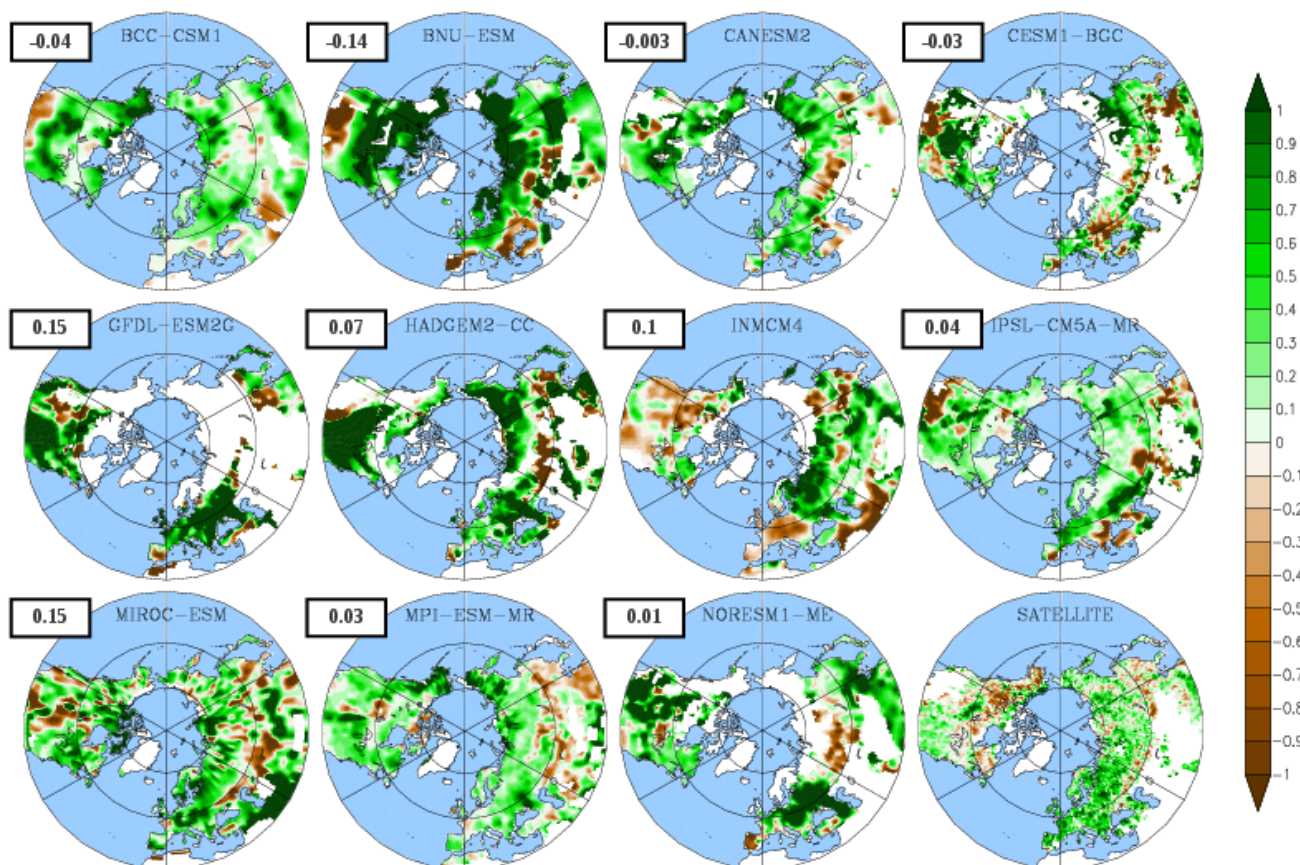 -0.04 BCC-CSM1
-0.14 BNU-ESM
-0.003 CANESM2
-0.03 CESM1-BGC
0.15 GFDL-ESM2G
0.07 HADGEM2-CC
0.1 INMCM4
0.04 IPSL-CM5A-MR
0.15 MIROC-ESM
0.03 MPI-ESM-MR
0.01 NORESM1-ME
SATELLITE
1
0.9
0.8
0.7
0.6
0.5
0.4
0.3
0.2
0.1
0
-0.1
-0.2
-0.3
-0.4
-0.5
-0.6
-0.7
-0.8
-0.9
-1